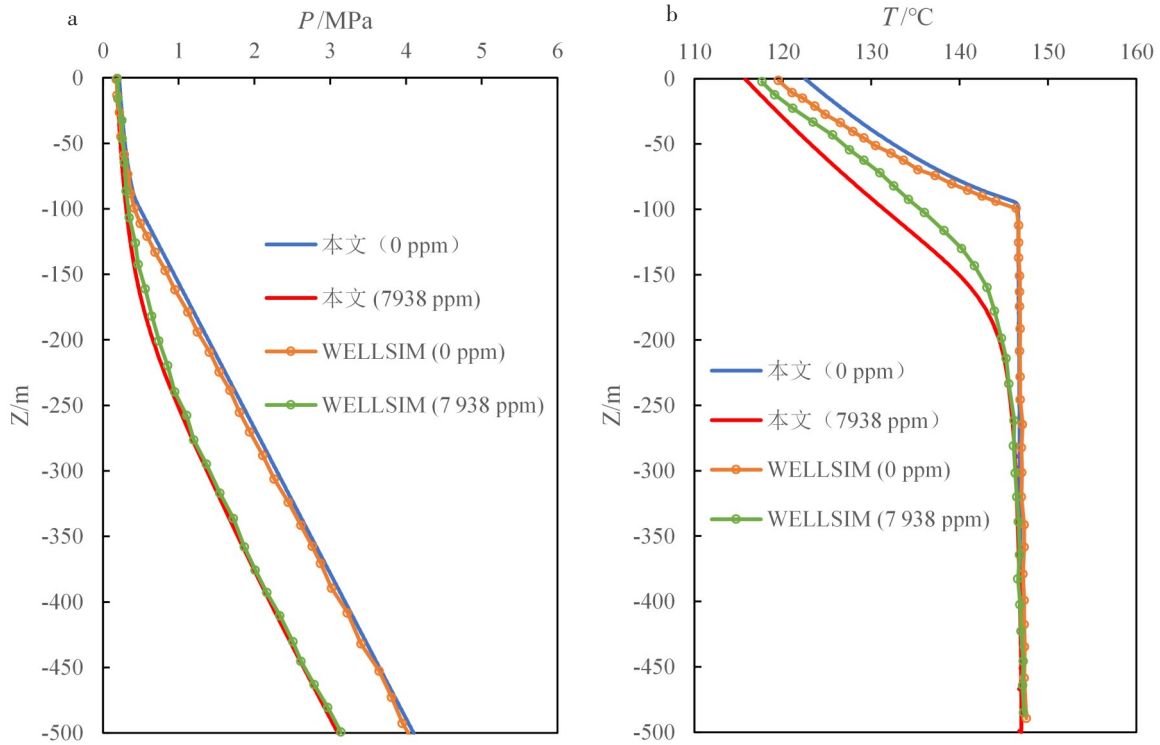 a
P /MPa
0 1 2 3 4 5 6
0
-50
-100
-150
-200
-250
-300
-350
-400
-450
-500
Z/m
本文（0 ppm）
本文 (7938 ppm)
WELLSIM (0 ppm)
WELLSIM (7 938 ppm)
b
T /°C
110 120 130 140 150 160
0
-50
-100
-150
-200
-250
-300
-350
-400
-450
-500
Z/m
本文（0 ppm）
本文（7938 ppm）
WELLSIM (0 ppm)
WELLSIM (7 938 ppm)